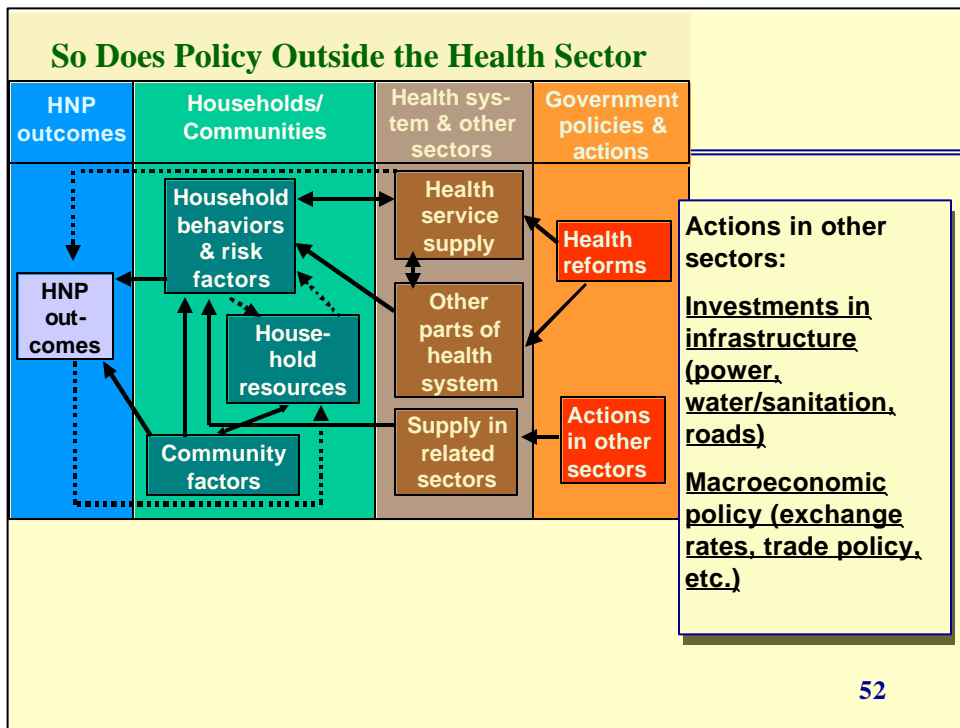 So Does Policy Outside the Health Sector
HNP
outcomes
Households/
Communities
Health sys-
tem & other
sectors
Government
policies &
actions
Household
behaviors
& risk
factors
Health
service
supply
Health
reforms
HNP
out-
comes
House-
hold
resources
Other
parts of
health
system
Community
factors
Supply in
related
sectors
Actions
in other
sectors
Actions in other
sectors:
Investments in
infrastructure
(power,
water/sanitation,
roads)
Macroeconomic
policy (exchange
rates, trade policy,
etc.)
52